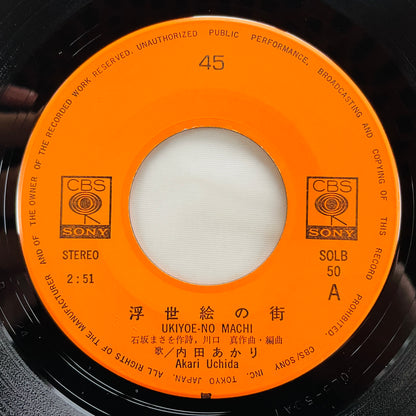 ALL RIGHTS OF THE MANUFACTURER AND OF THE OWNER OF THE RECORDED WORK RESERVED. UNAUTHORIZED PUBLIC PERFORMANCE, BROADCASTING AND COPYING OF THIS RECORD PROHIBITED.
45
CBS
SONY
STEREO
2:51
CBS
SONY
SOLB
50
A
浮世絵の街
UKIYOE-NO MACHI
石坂まさを作詩, 川口 真作曲・編曲
歌/内田あかり
Akari Uchida
CBS/SONY INC. TOKYO JAPAN.